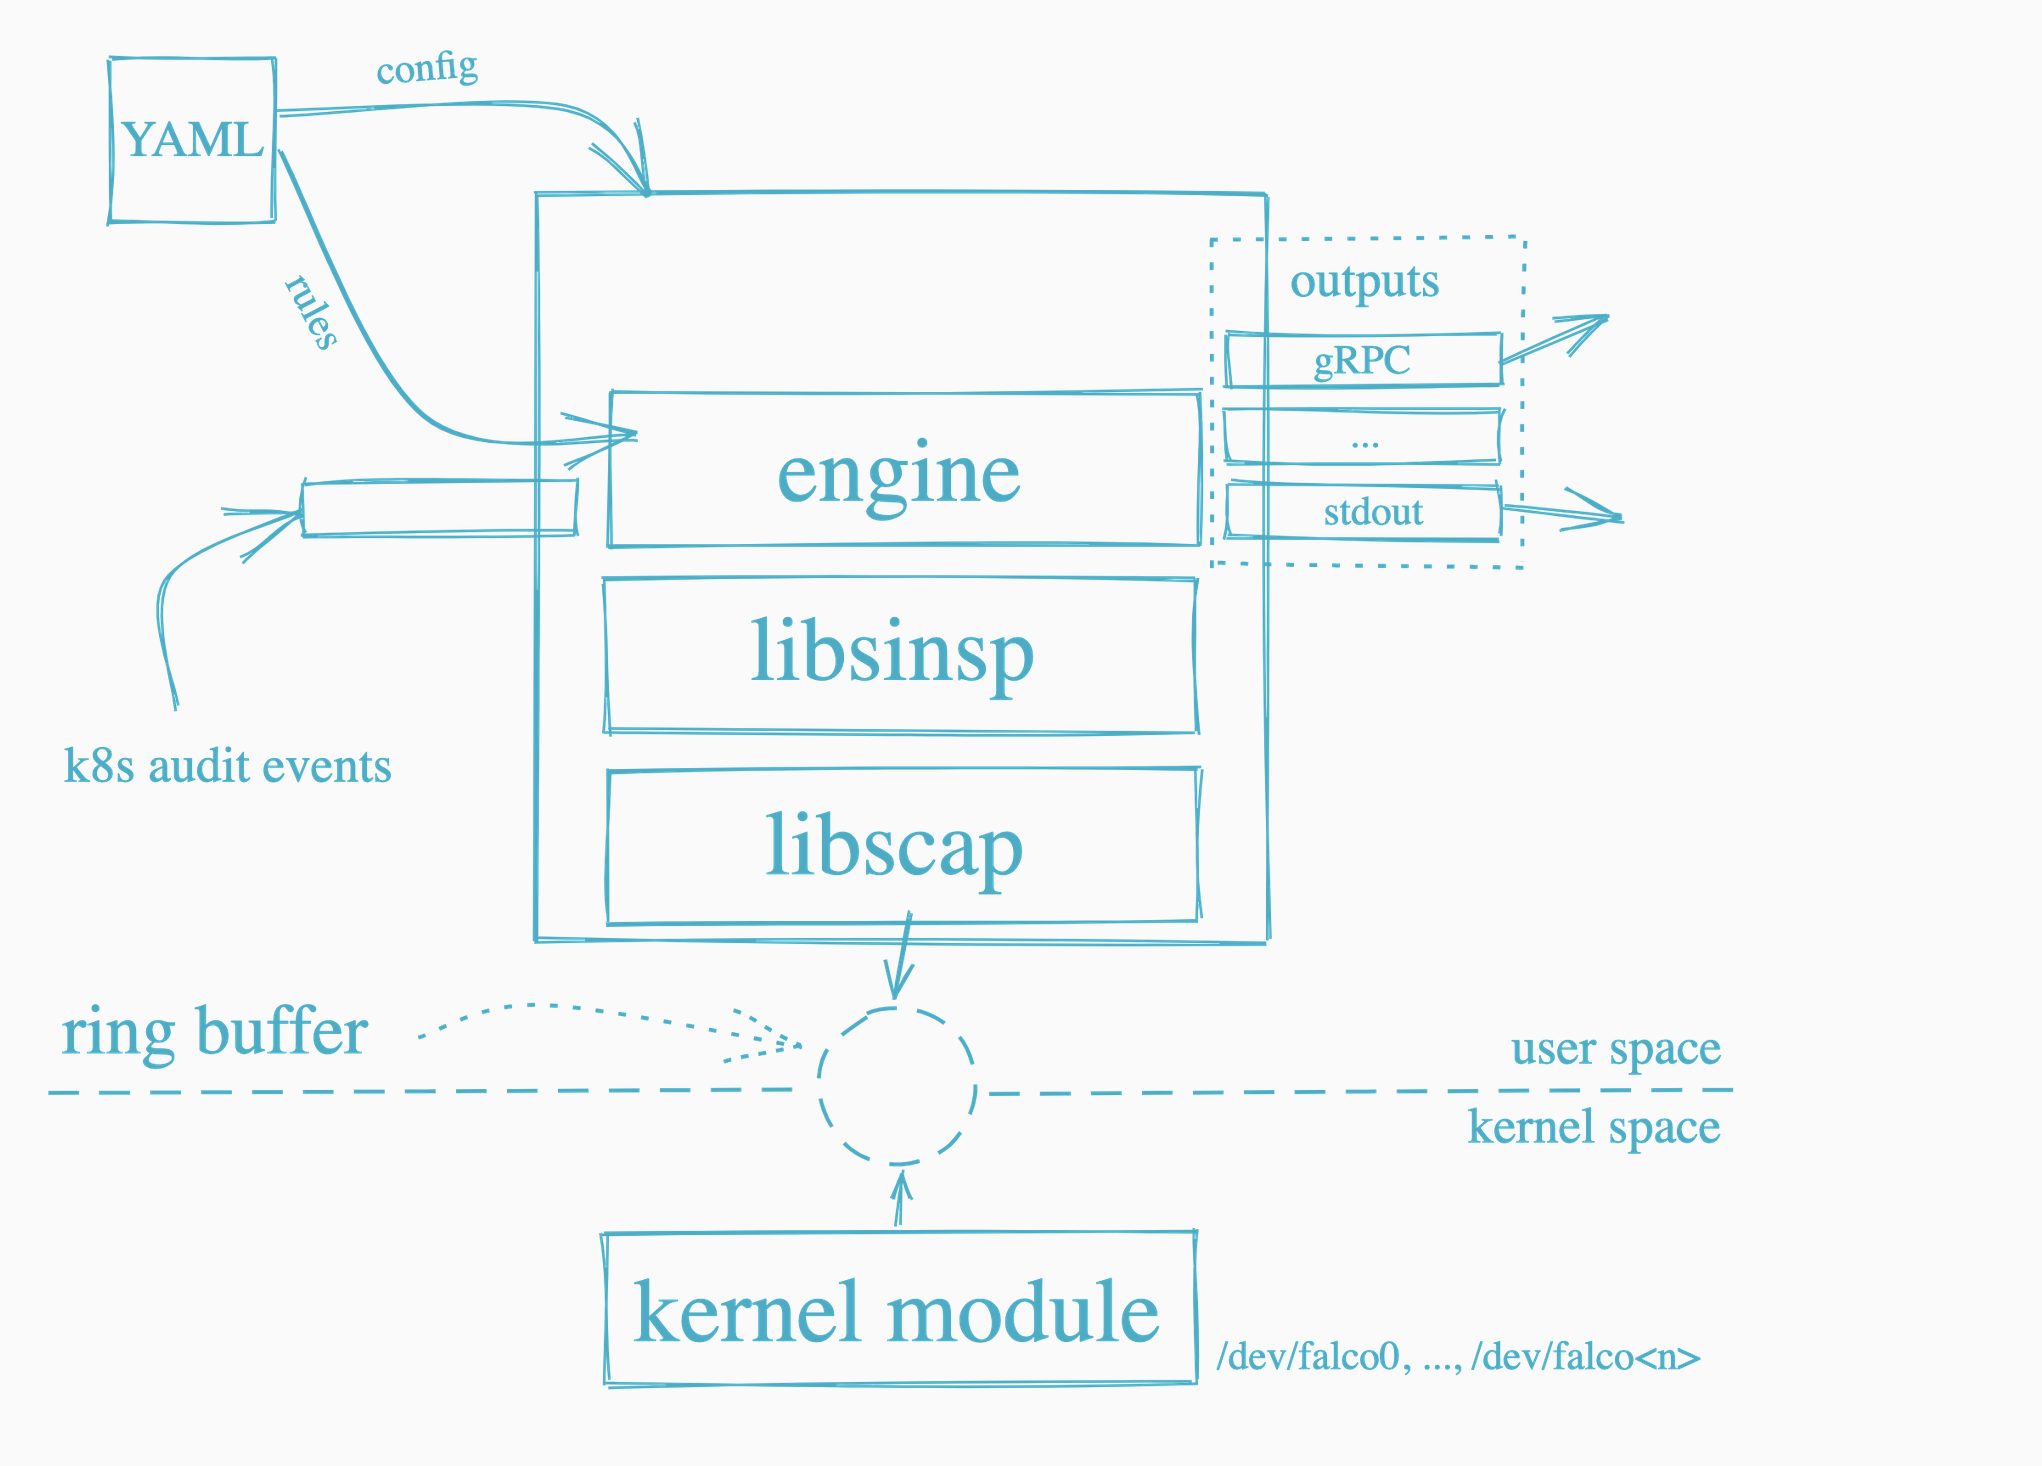 config
YAML
rules
outputs
gRPC
...
stdout
engine
libsinsp
k8s audit events
libscap
ring buffer
user space
kernel space
kernel module
/dev/falco0, ..., /dev/falco<n>